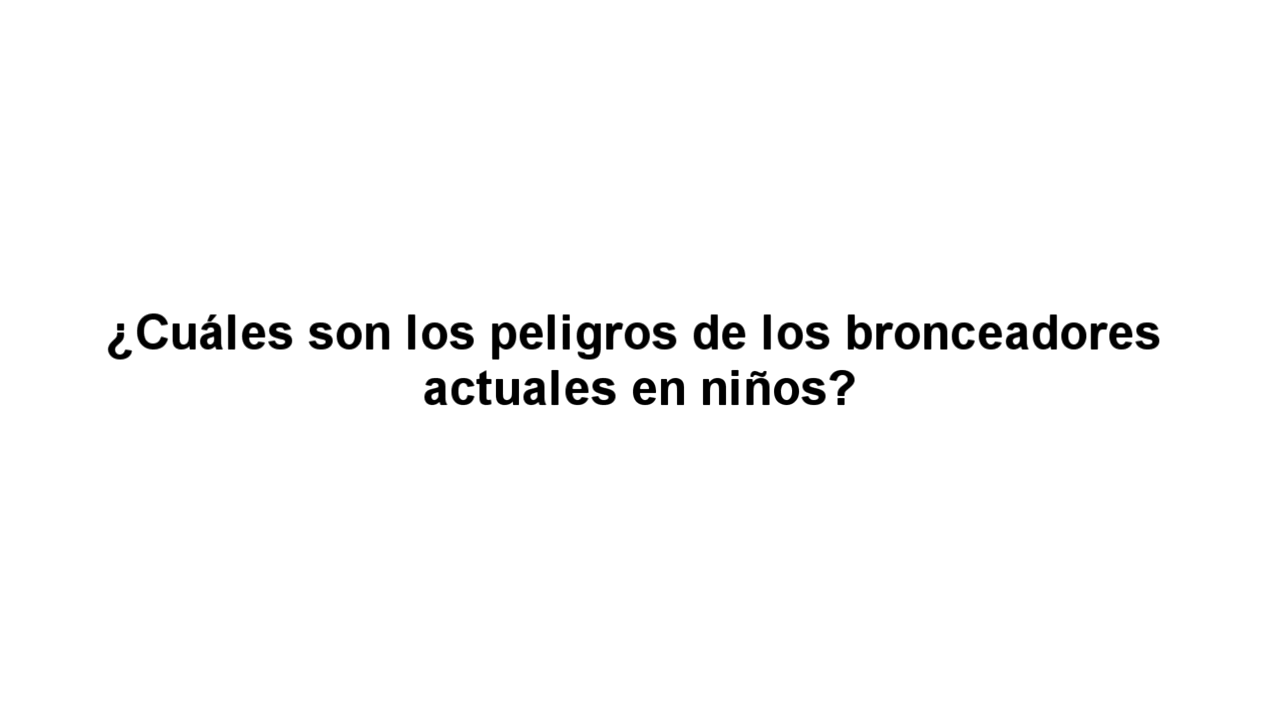 ¿Cuáles son los peligros de los bronceadores
actuales en niños?